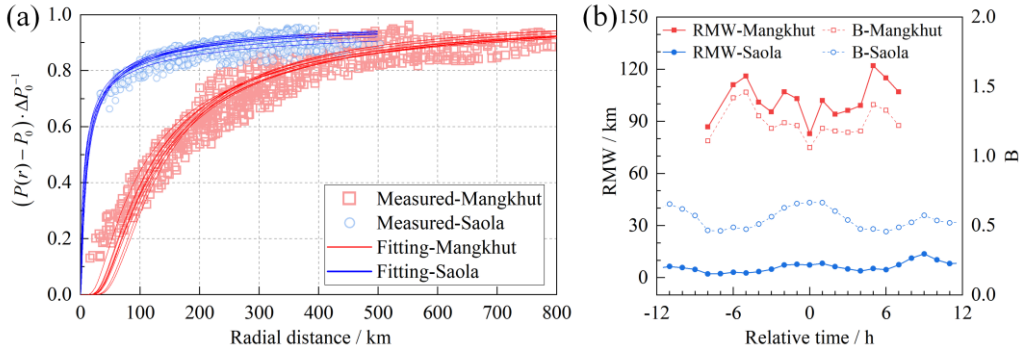 (a)
(P(r) − P₀)·ΔP₀⁻¹
1.0
0.8
0.6
0.4
0.2
0.0
Measured-Mangkhut
Measured-Saola
Fitting-Mangkhut
Fitting-Saola
0 100 200 300 400 500 600 700 800
Radial distance / km
(b)
RMW / km
150
120
90
60
30
0
RMW-Mangkhut B-Mangkhut
RMW-Saola B-Saola
2.0
1.5
1.0
0.5
0.0
B
-12 -6 0 6 12
Relative time / h